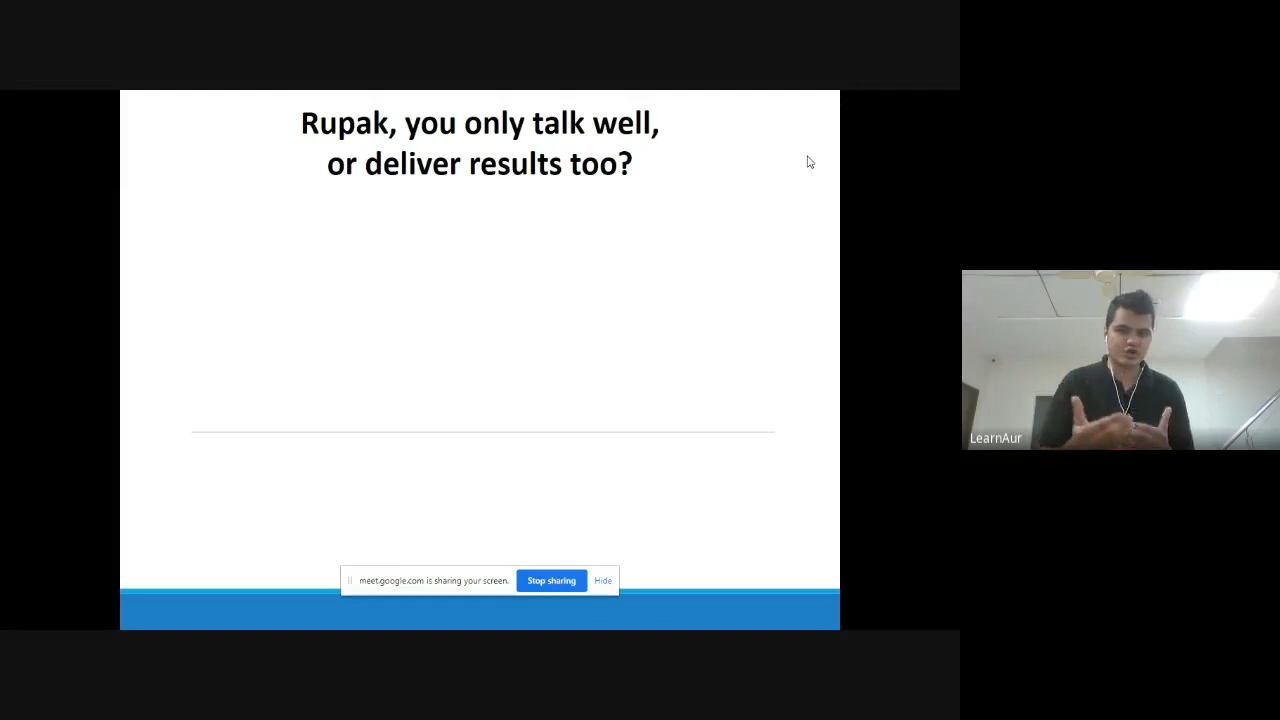 Rupak, you only talk well,
or deliver results too?
LearnAur
meet.google.com is sharing your screen.
Stop sharing
Hide